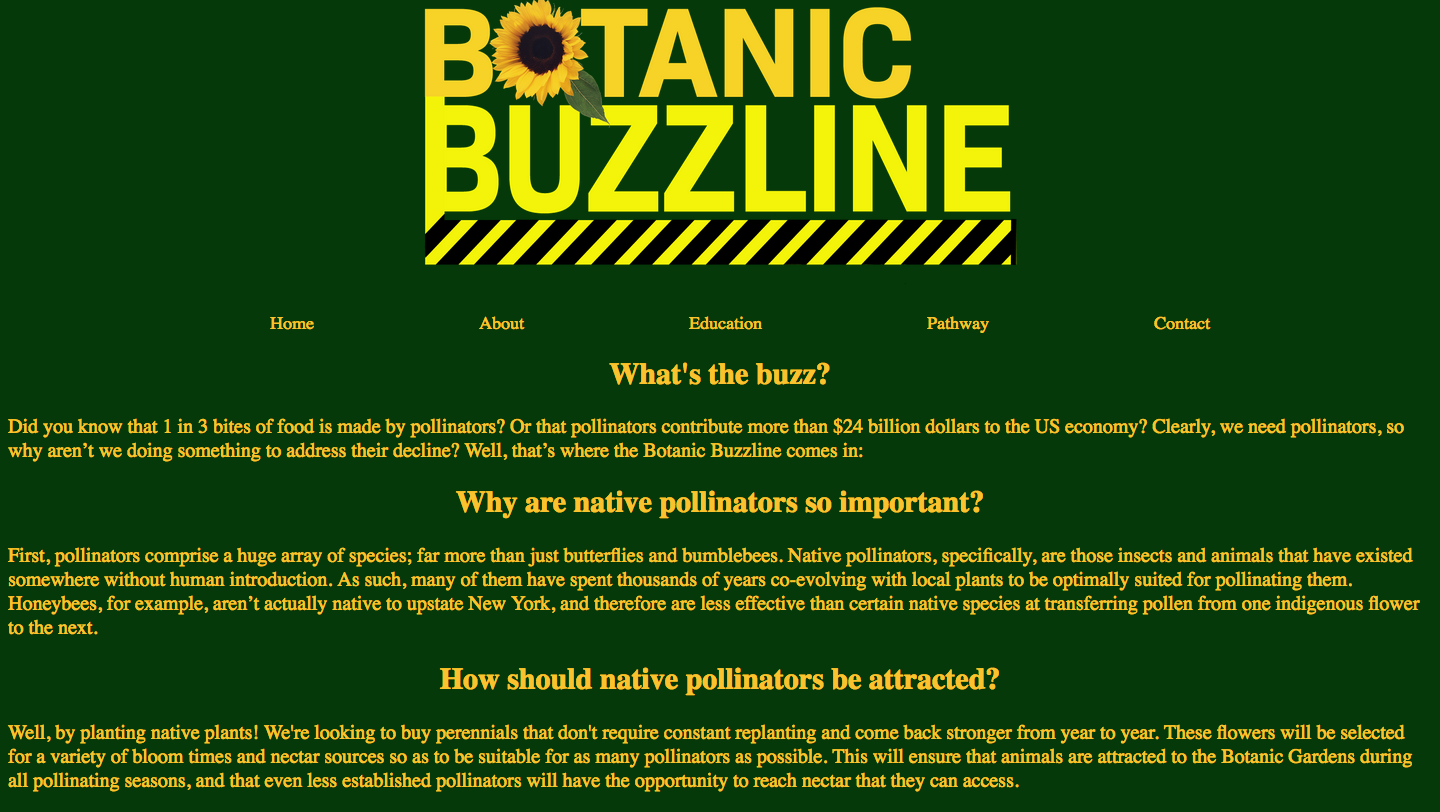 BOTANIC
BUZZLINE
Home About Education Pathway Contact
What's the buzz?
Did you know that 1 in 3 bites of food is made by pollinators? Or that pollinators contribute more than $24 billion dollars to the US economy? Clearly, we need pollinators, so
why aren’t we doing something to address their decline? Well, that’s where the Botanic Buzzline comes in:
Why are native pollinators so important?
First, pollinators comprise a huge array of species; far more than just butterflies and bumblebees. Native pollinators, specifically, are those insects and animals that have existed
somewhere without human introduction. As such, many of them have spent thousands of years co-evolving with local plants to be optimally suited for pollinating them.
Honeybees, for example, aren’t actually native to upstate New York, and therefore are less effective than certain native species at transferring pollen from one indigenous flower
to the next.
How should native pollinators be attracted?
Well, by planting native plants! We're looking to buy perennials that don't require constant replanting and come back stronger from year to year. These flowers will be selected
for a variety of bloom times and nectar sources so as to be suitable for as many pollinators as possible. This will ensure that animals are attracted to the Botanic Gardens during
all pollinating seasons, and that even less established pollinators will have the opportunity to reach nectar that they can access.